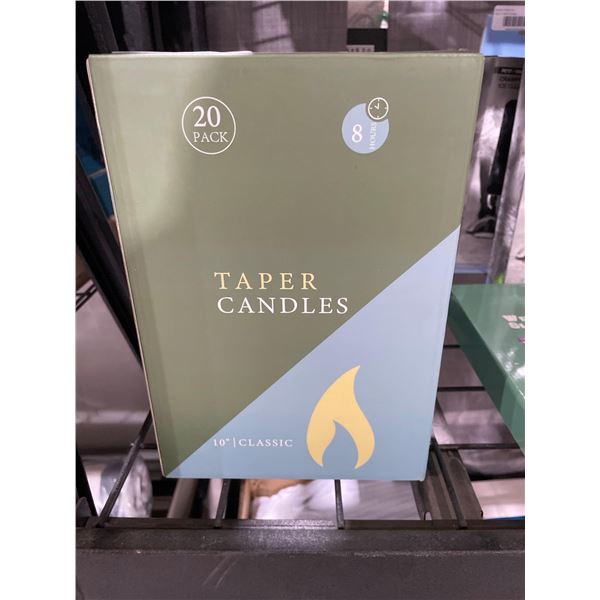 20
PACK
8
HOURS
TAPER
CANDLES
10" | CLASSIC